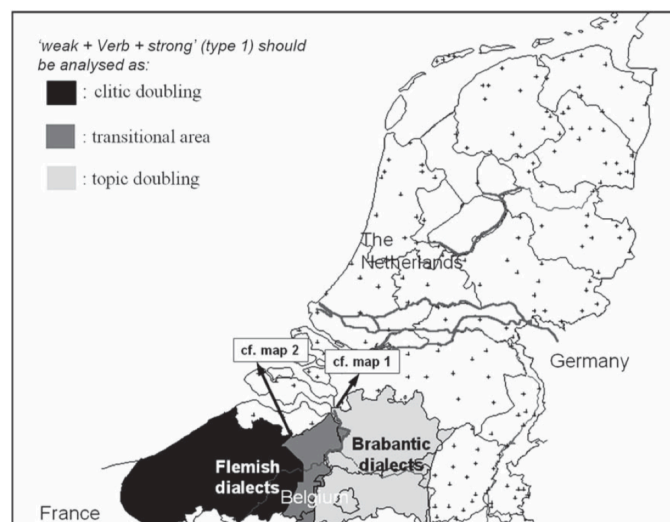 ‘weak + Verb + strong’ (type 1) should
be analysed as:
: clitic doubling
: transitional area
: topic doubling
The
Netherlands
cf. map 2
cf. map 1
Germany
Brabantic
dialects
Flemish
dialects
Belgium
France